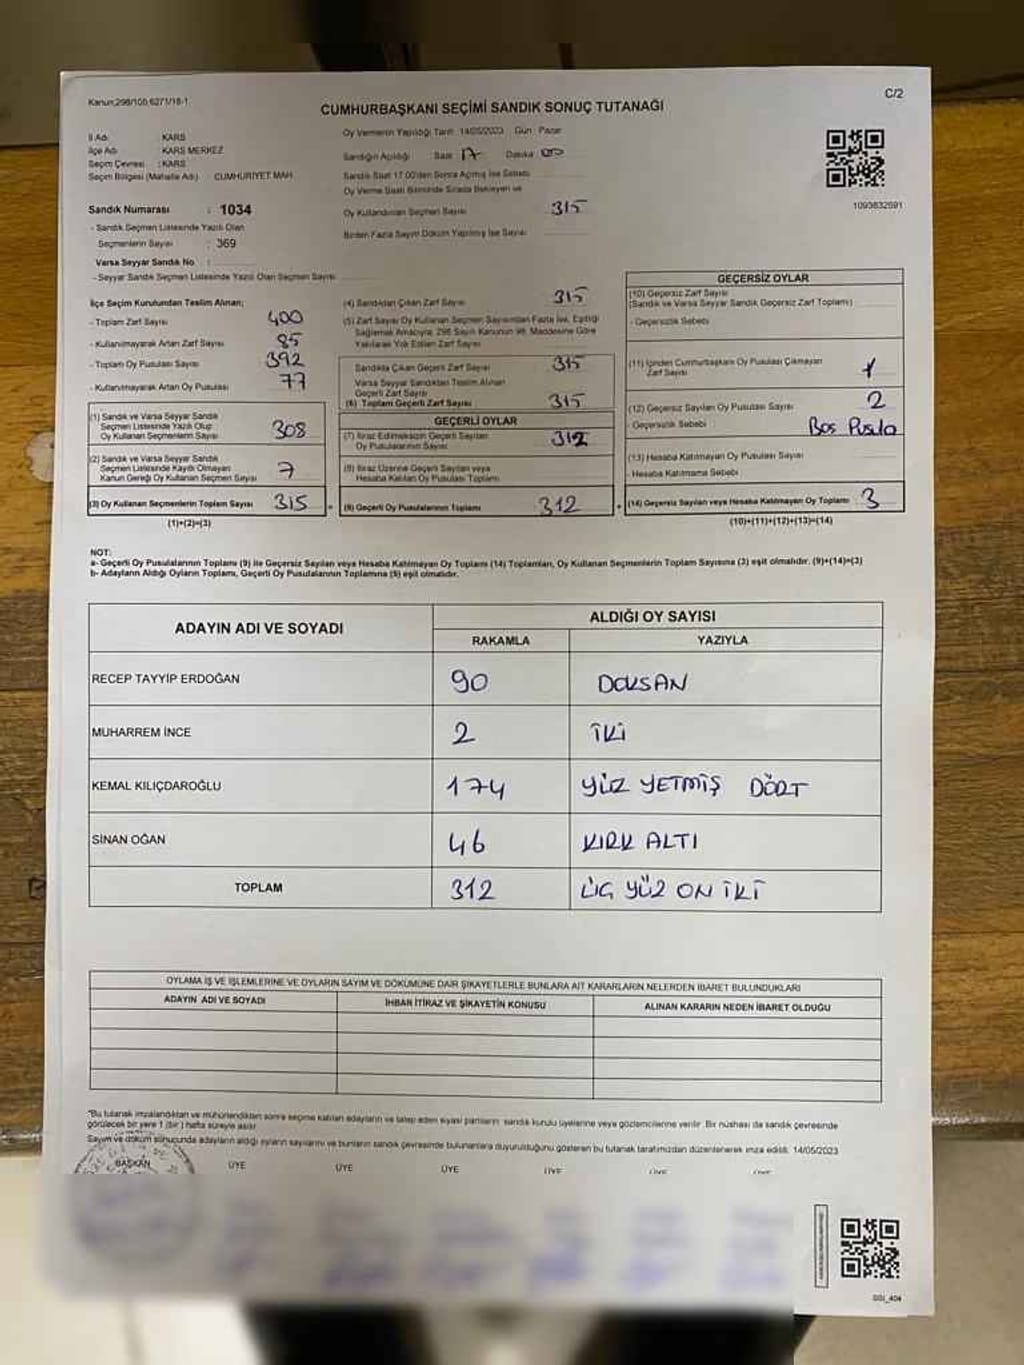 Kanun;298/105,6271/18-1
C/2
CUMHURBAŞKANI SEÇİMİ SANDIK SONUÇ TUTANAĞI
İl Adı : KARS
İlçe Adı : KARS MERKEZ
Seçim Çevresi : KARS
Seçim Bölgesi (Mahalle Adı) CUMHURİYET MAH.
Oy Vermenin Yapıldığı Tarih 14/05/2023 Gün Pazar
Sandığın Açıldığı Saat 17 Dakika 00
Sandık Saat 17.00'den Sonra Açılmış İse Sebebi
Oy Verme Saati Bitiminde Sırada Bekleyen ve
Oy Kullandırılan Seçmen Sayısı 315
Birden Fazla Sayım Döküm Yapılmış İse Sayısı
1093632591
Sandık Numarası : 1034
- Sandık Seçmen Listesinde Yazılı Olan
Seçmenlerin Sayısı : 369
Varsa Seyyar Sandık No :
- Seyyar Sandık Seçmen Listesinde Yazılı Olan Seçmen Sayısı
İlçe Seçim Kurulundan Teslim Alınan;
- Toplam Zarf Sayısı 400
- Kullanılmayarak Artan Zarf Sayısı 85
- Toplam Oy Pusulası Sayısı 392
- Kullanılmayarak Artan Oy Pusulası 77
(1) Sandık ve Varsa Seyyar Sandık
Seçmen Listesinde Yazılı Olup
Oy Kullanan Seçmenlerin Sayısı 308
(2) Sandık ve Varsa Seyyar Sandık
Seçmen Listesinde Kayıtlı Olmayan
Kanun Gereği Oy Kullanan Seçmen Sayısı 7
(3) Oy Kullanan Seçmenlerin Toplam Sayısı 315
(1)+(2)=(3)
(4) Sandıktan Çıkan Zarf Sayısı 315
(5) Zarf Sayısı Oy Kullanan Seçmen Sayısından Fazla İse, Eşitliği
Sağlamak Amacıyla 298 Sayılı Kanunun 98. Maddesine Göre
Yakılarak Yok Edilen Zarf Sayısı
Sandıkta Çıkan Geçerli Zarf Sayısı 315
Varsa Seyyar Sandıktan Teslim Alınan
Geçerli Zarf Sayısı
(6) Toplam Geçerli Zarf Sayısı 315
GEÇERLİ OYLAR
(7) İtiraz Edilmeksizin Geçerli Sayılan
Oy Pusulalarının Sayısı 312
(8) İtiraz Üzerine Geçerli Sayılan veya
Hesaba Katılan Oy Pusulası Toplamı
(9) Geçerli Oy Pusulalarının Toplamı 312
GEÇERSİZ OYLAR
(10) Geçersiz Zarf Sayısı
(Sandık ve Varsa Seyyar Sandık Geçersiz Zarf Toplamı)
- Geçersizlik Sebebi
(11) İçinden Cumhurbaşkanı Oy Pusulası Çıkmayan
Zarf Sayısı 1
(12) Geçersiz Sayılan Oy Pusulası Sayısı 2
- Geçersizlik Sebebi Boş Pusula
(13) Hesaba Katılmayan Oy Pusulası Sayısı
- Hesaba Katılmama Sebebi
(14) Geçersiz Sayılan veya Hesaba Katılmayan Oy Toplamı 3
(10)+(11)+(12)+(13)=(14)
NOT:
a- Geçerli Oy Pusulalarının Toplamı (9) ile Geçersiz Sayılan veya Hesaba Katılmayan Oy Toplamı (14) Toplamları, Oy Kullanan Seçmenlerin Toplam Sayısına (3) eşit olmalıdır. (9)+(14)=(3)
b- Adayların Aldığı Oyların Toplamı, Geçerli Oy Pusulalarının Toplamına (9) eşit olmalıdır.
ADAYIN ADI VE SOYADI
ALDIĞI OY SAYISI
RAKAMLA YAZIYLA
RECEP TAYYİP ERDOĞAN 90 DOKSAN
MUHARREM İNCE 2 İKİ
KEMAL KILIÇDAROĞLU 174 YÜZ YETMİŞ DÖRT
SİNAN OĞAN 46 KIRK ALTI
TOPLAM 312 ÜÇ YÜZ ON İKİ
OYLAMA İŞ VE İŞLEMLERİNE VE OYLARIN SAYIM VE DÖKÜMÜNE DAİR ŞİKAYETLERLE BUNLARA AİT KARARLARIN NELERDEN İBARET BULUNDUKLARI
ADAYIN ADI VE SOYADI İHBAR İTİRAZ VE ŞİKAYETİN KONUSU ALINAN KARARIN NEDEN İBARET OLDUĞU
*Bu tutanak imzalandıktan ve mühürlendikten sonra seçime katılan adayların ve talep eden siyasi partilerin sandık kurulu üyelerine veya gözlemcilerine verilir. Bir nüshası da sandık çevresinde
görülecek bir yere 1 (bir) hafta süreyle asılır.
Sayım ve döküm sonucunda adayların aldığı oyların sayılarını ve bunların sandık çevresinde bulunanlara duyurulduğunu gösteren bu tutanak tarafımızdan düzenlenerek imza edildi. 14/05/2023
BAŞKAN ÜYE ÜYE ÜYE ÜYE ÜYE ÜYE